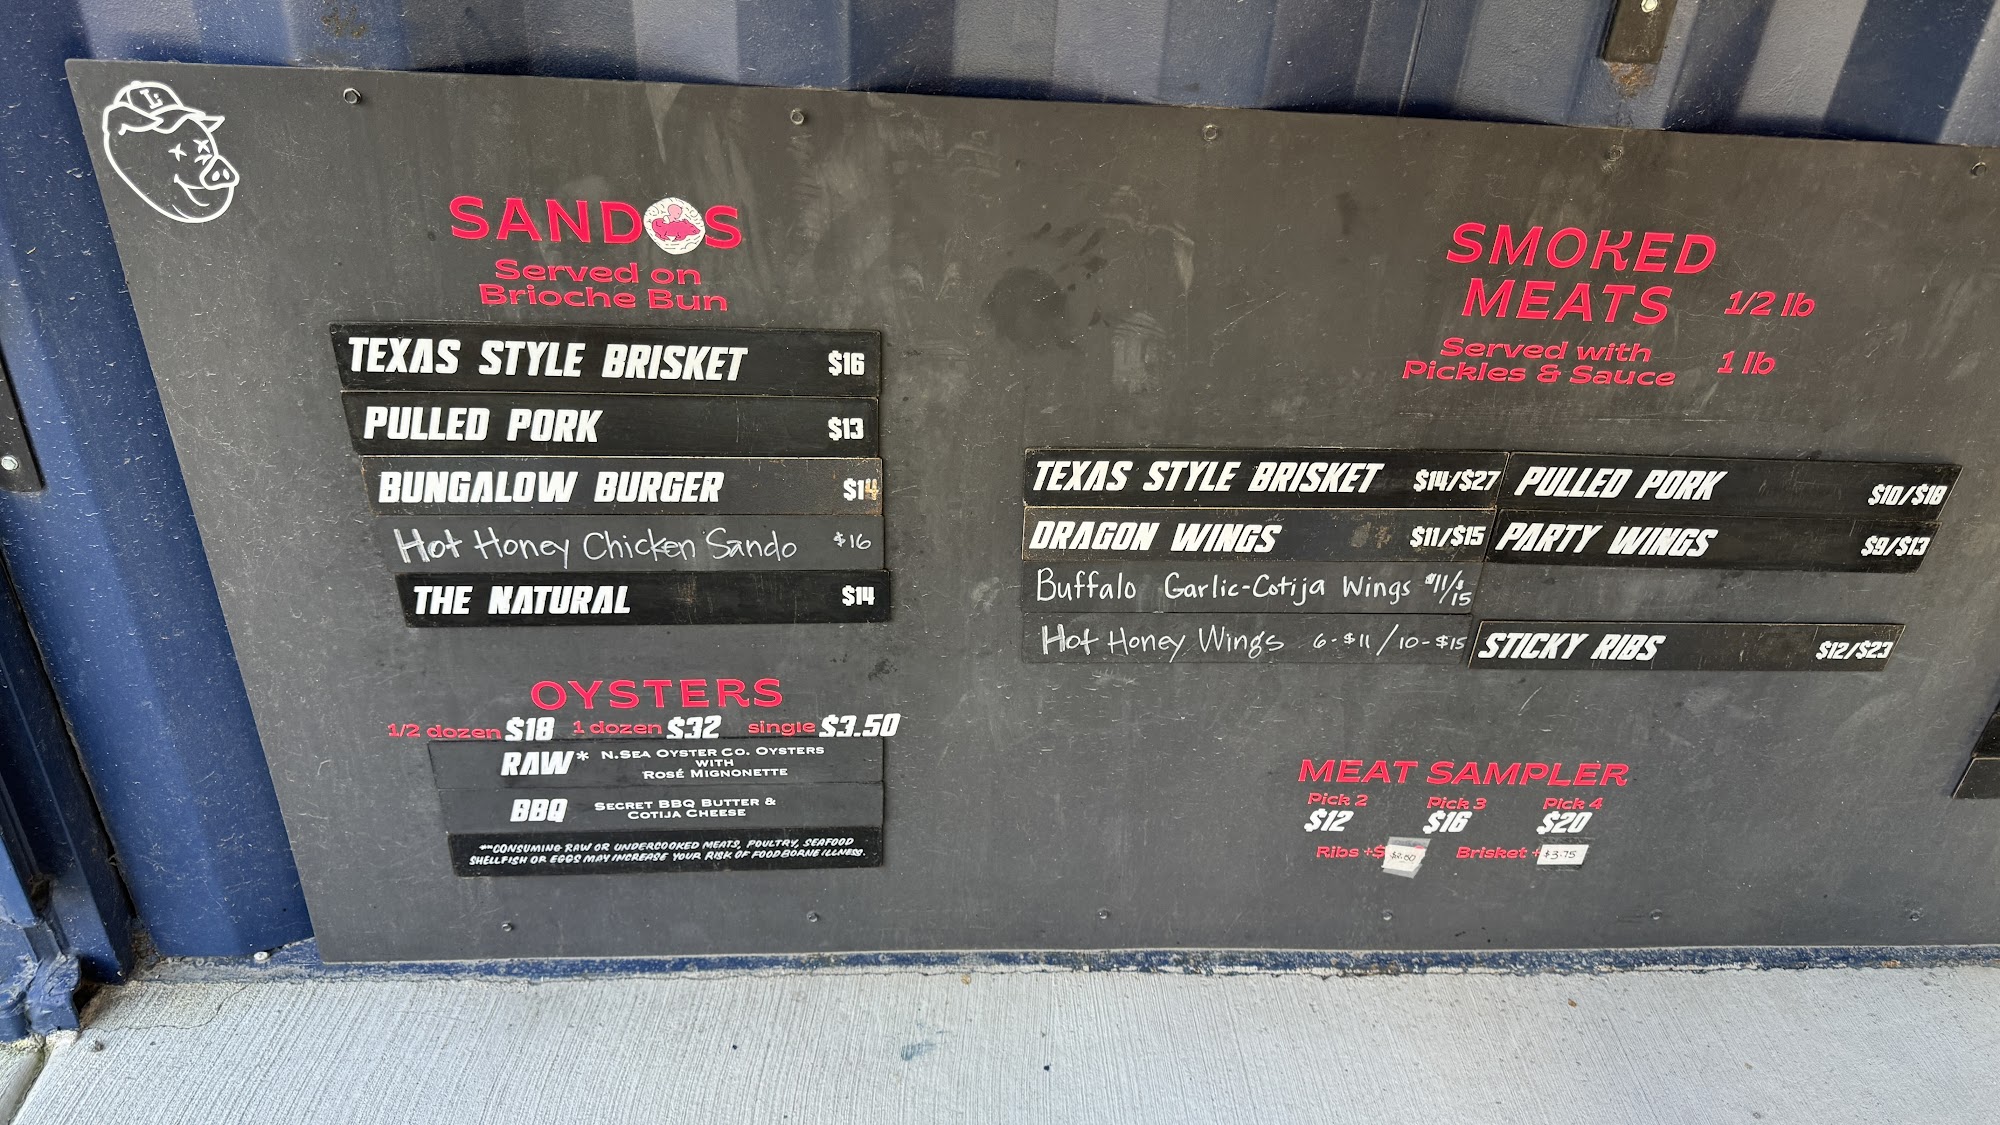 SANDOS
Served on
Brioche Bun
TEXAS STYLE BRISKET $16
PULLED PORK $13
BUNGALOW BURGER $14
Hot Honey Chicken Sando $16
THE NATURAL $14
OYSTERS
1/2 dozen $18 1 dozen $32 single $3.50
RAW* N.SEA OYSTER CO. OYSTERS
WITH
ROSÉ MIGNONETTE
BBQ SECRET BBQ BUTTER &
COTIJA CHEESE
**CONSUMING RAW OR UNDERCOOKED MEATS, POULTRY, SEAFOOD
SHELLFISH OR EGGS MAY INCREASE YOUR RISK OF FOODBORNE ILLNESS.
SMOKED
MEATS 1/2 lb
Served with
Pickles & Sauce 1 lb
TEXAS STYLE BRISKET $14/$27
PULLED PORK $10/$18
DRAGON WINGS $11/$15
PARTY WINGS $9/$13
Buffalo Garlic-Cotija Wings $11/$15
Hot Honey Wings 6-$11/10-$15
STICKY RIBS $12/$23
MEAT SAMPLER
Pick 2 Pick 3 Pick 4
$12 $16 $20
Ribs +$ $2.50 Brisket + $3.75